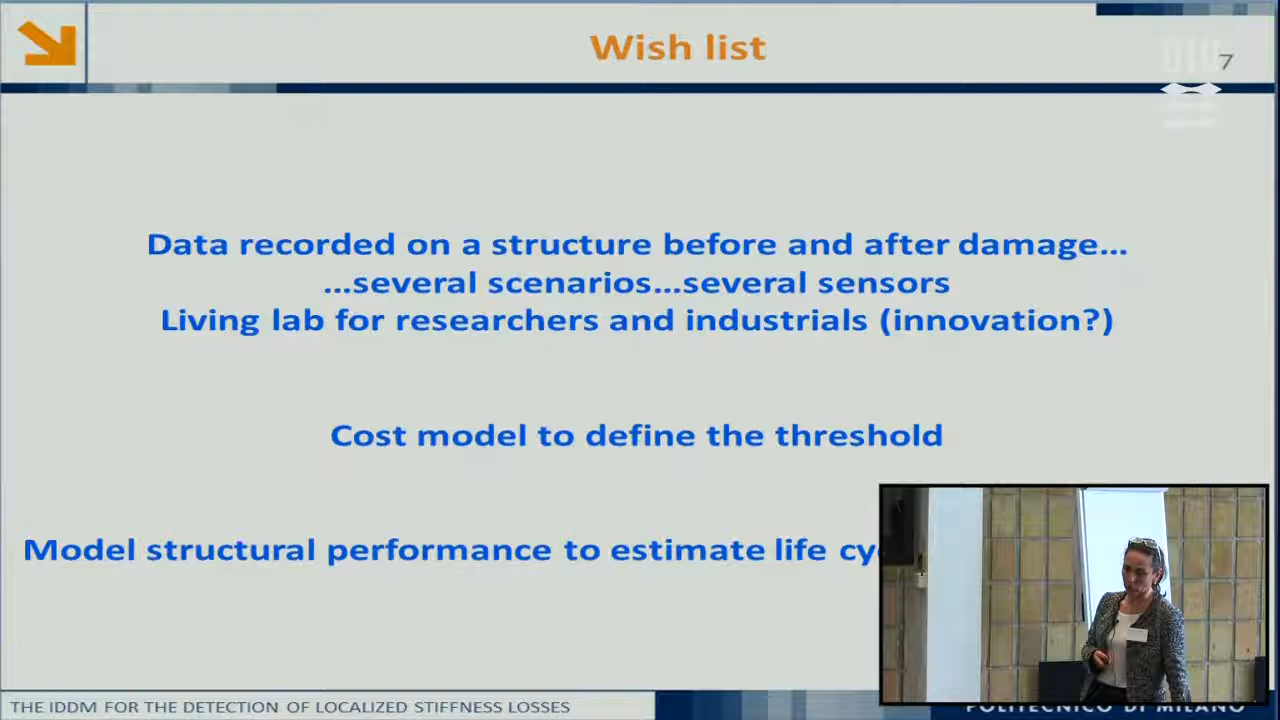 Wish list
7
Data recorded on a structure before and after damage...
...several scenarios...several sensors
Living lab for researchers and industrials (innovation?)
Cost model to define the threshold
Model structural performance to estimate life
THE IDDM FOR THE DETECTION OF LOCALIZED STIFFNESS LOSSES
POLITECNICO DI MILANO